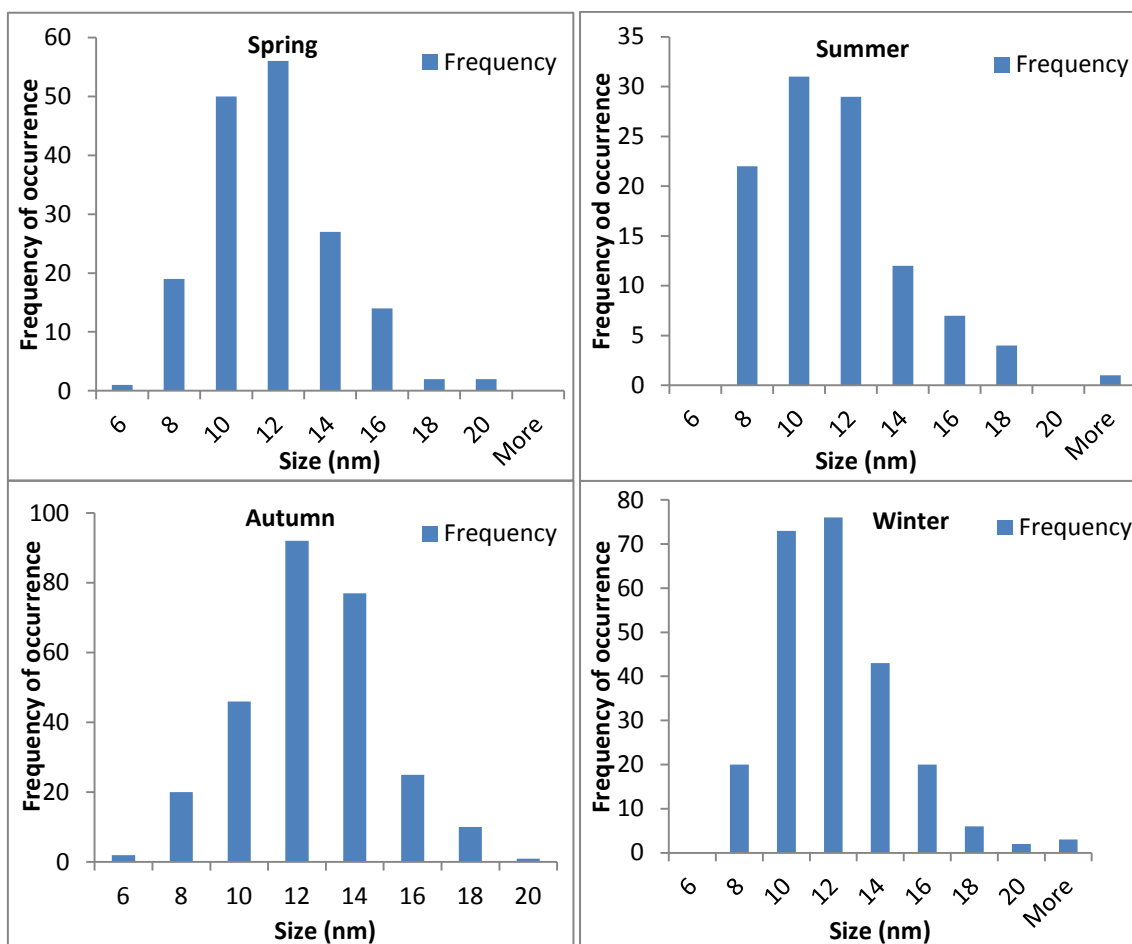 Spring
Frequency
Frequency of occurrence
60
50
40
30
20
10
0
6 8 10 12 14 16 18 20 More
Size (nm)
Summer
Frequency
Frequency od occurrence
35
30
25
20
15
10
5
0
6 8 10 12 14 16 18 20 More
Size (nm)
Autumn
Frequency
Frequency of occurrence
100
80
60
40
20
0
6 8 10 12 14 16 18 20
Size (nm)
Winter
Frequency
Frequency of occurrence
80
70
60
50
40
30
20
10
0
6 8 10 12 14 16 18 20 More
Size (nm)